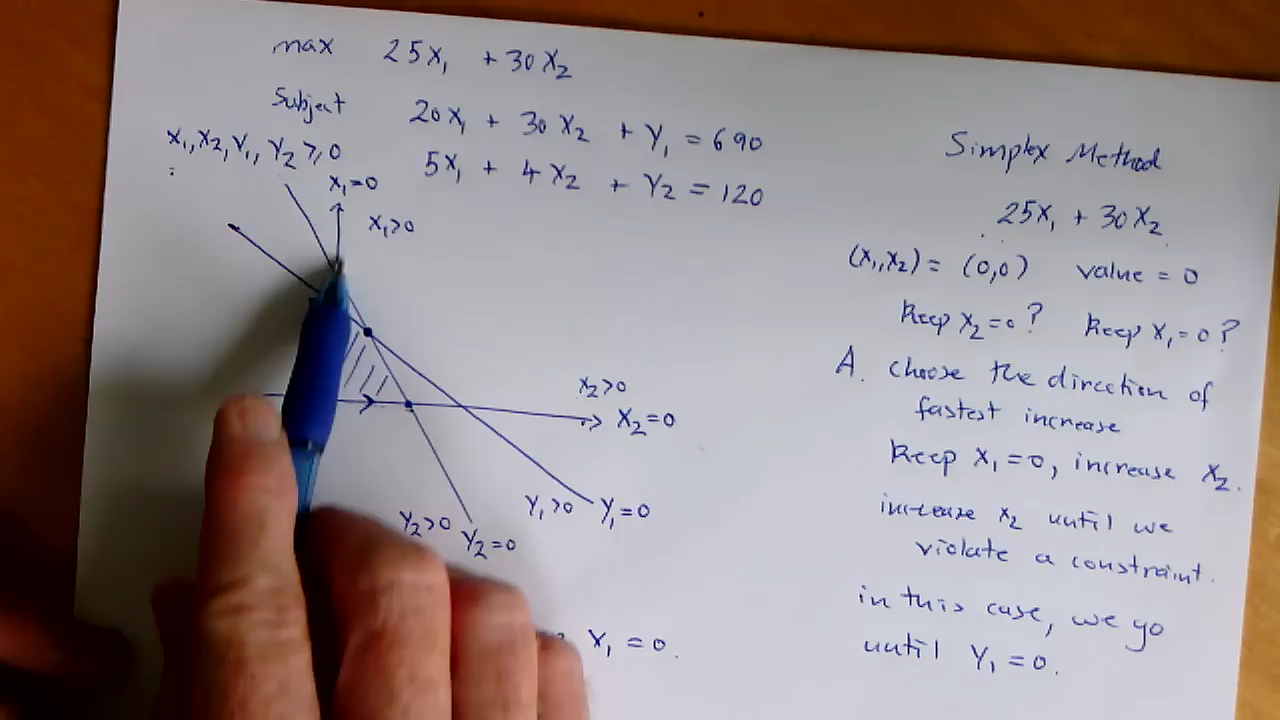 max 25x₁ + 30x₂
Subject 20x₁ + 30x₂ + Y₁ = 690
x₁, x₂, Y₁, Y₂ ≥ 0 5x₁ + 4x₂ + Y₂ = 120
x₁=0
x₁>0
x₂>0
x₂=0
Y₁>0 Y₁=0
Y₂>0 Y₂=0
x₁ = 0.
Simplex Method
25x₁ + 30x₂
(x₁,x₂) = (0,0) value = 0
keep x₂=0? keep x₁=0?
A. choose the direction of
fastest increase
keep x₁=0, increase x₂.
increase x₂ until we
violate a constraint.
in this case, we go
until Y₁ = 0.